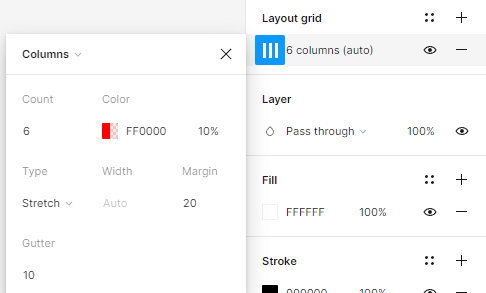 Layout grid
6 columns (auto)
Columns
Count
Color
6
FF0000
10%
Type
Width
Margin
Stretch
Auto
20
Gutter
10
Layer
Pass through
100%
Fill
FFFFFF
100%
Stroke
000000
100%